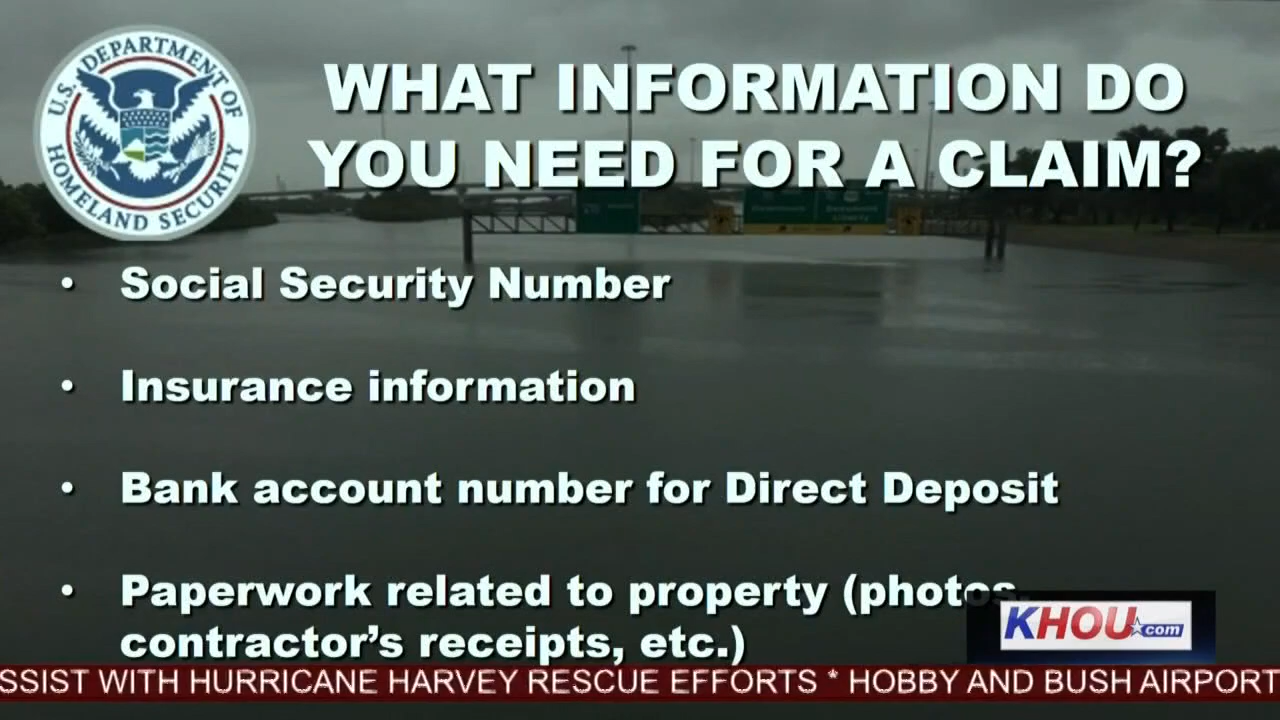 U.S. DEPARTMENT OF
HOMELAND SECURITY
WHAT INFORMATION DO
YOU NEED FOR A CLAIM?
• Social Security Number
• Insurance information
• Bank account number for Direct Deposit
• Paperwork related to property (photos,
contractor’s receipts, etc.)
KHOU.com
SSIST WITH HURRICANE HARVEY RESCUE EFFORTS * HOBBY AND BUSH AIRPORT